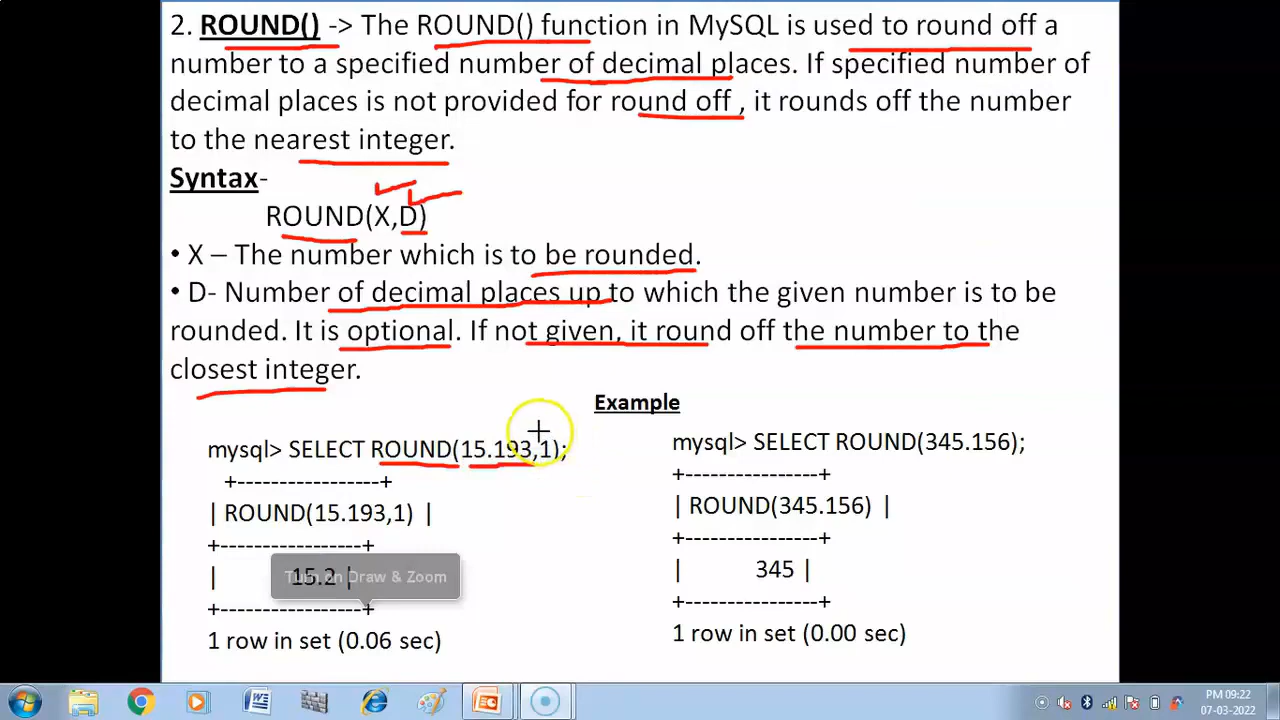 2. ROUND() -> The ROUND() function in MySQL is used to round off a
number to a specified number of decimal places. If specified number of
decimal places is not provided for round off , it rounds off the number
to the nearest integer.
Syntax-
ROUND(X,D)
• X – The number which is to be rounded.
• D- Number of decimal places up to which the given number is to be
rounded. It is optional. If not given, it round off the number to the
closest integer.
Example
mysql> SELECT ROUND(15.193,1);
+-----------------+
| ROUND(15.193,1) |
+-----------------+
| 15.2 |
Turn on Draw & Zoom
+-----------------+
1 row in set (0.06 sec)
mysql> SELECT ROUND(345.156);
+----------------+
| ROUND(345.156) |
+----------------+
| 345 |
+----------------+
1 row in set (0.00 sec)
PM 09:22
07-03-2022